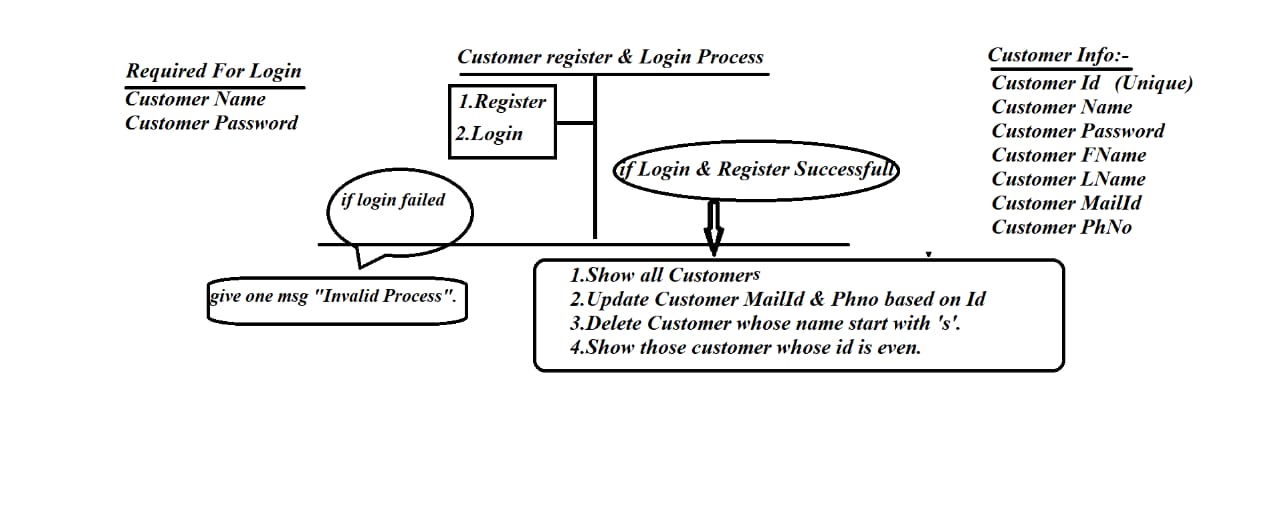 Customer register & Login Process
Required For Login
Customer Name
Customer Password
1.Register
2.Login
if Login & Register Successfull
if login failed
give one msg "Invalid Process".
1.Show all Customers
2.Update Customer MailId & Phno based on Id
3.Delete Customer whose name start with 's'.
4.Show those customer whose id is even.
Customer Info:-
Customer Id (Unique)
Customer Name
Customer Password
Customer FName
Customer LName
Customer MailId
Customer PhNo